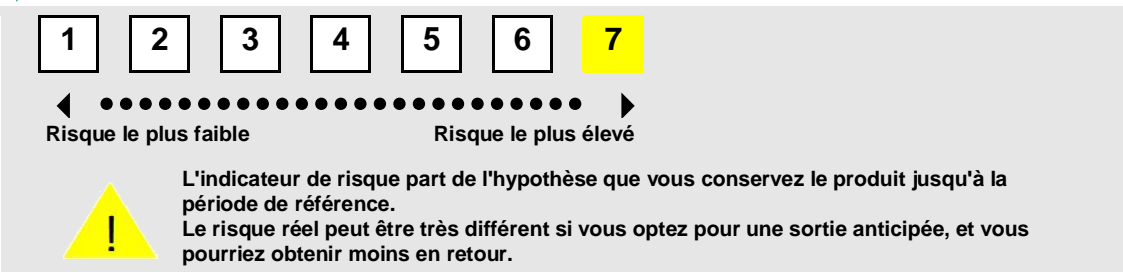 1 2 3 4 5 6 7
Risque le plus faible Risque le plus élevé
L'indicateur de risque part de l'hypothèse que vous conservez le produit jusqu'à la
période de référence.
Le risque réel peut être très différent si vous optez pour une sortie anticipée, et vous
pourriez obtenir moins en retour.
!